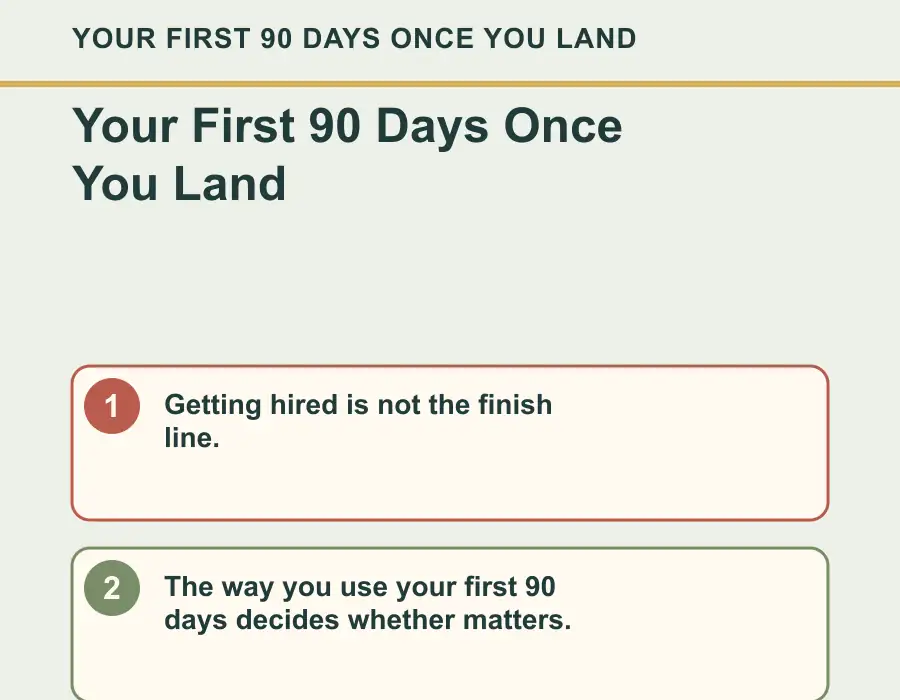 YOUR FIRST 90 DAYS ONCE YOU LAND
Your First 90 Days Once
You Land
1
Getting hired is not the finish
line.
2
The way you use your first 90
days decides whether matters.